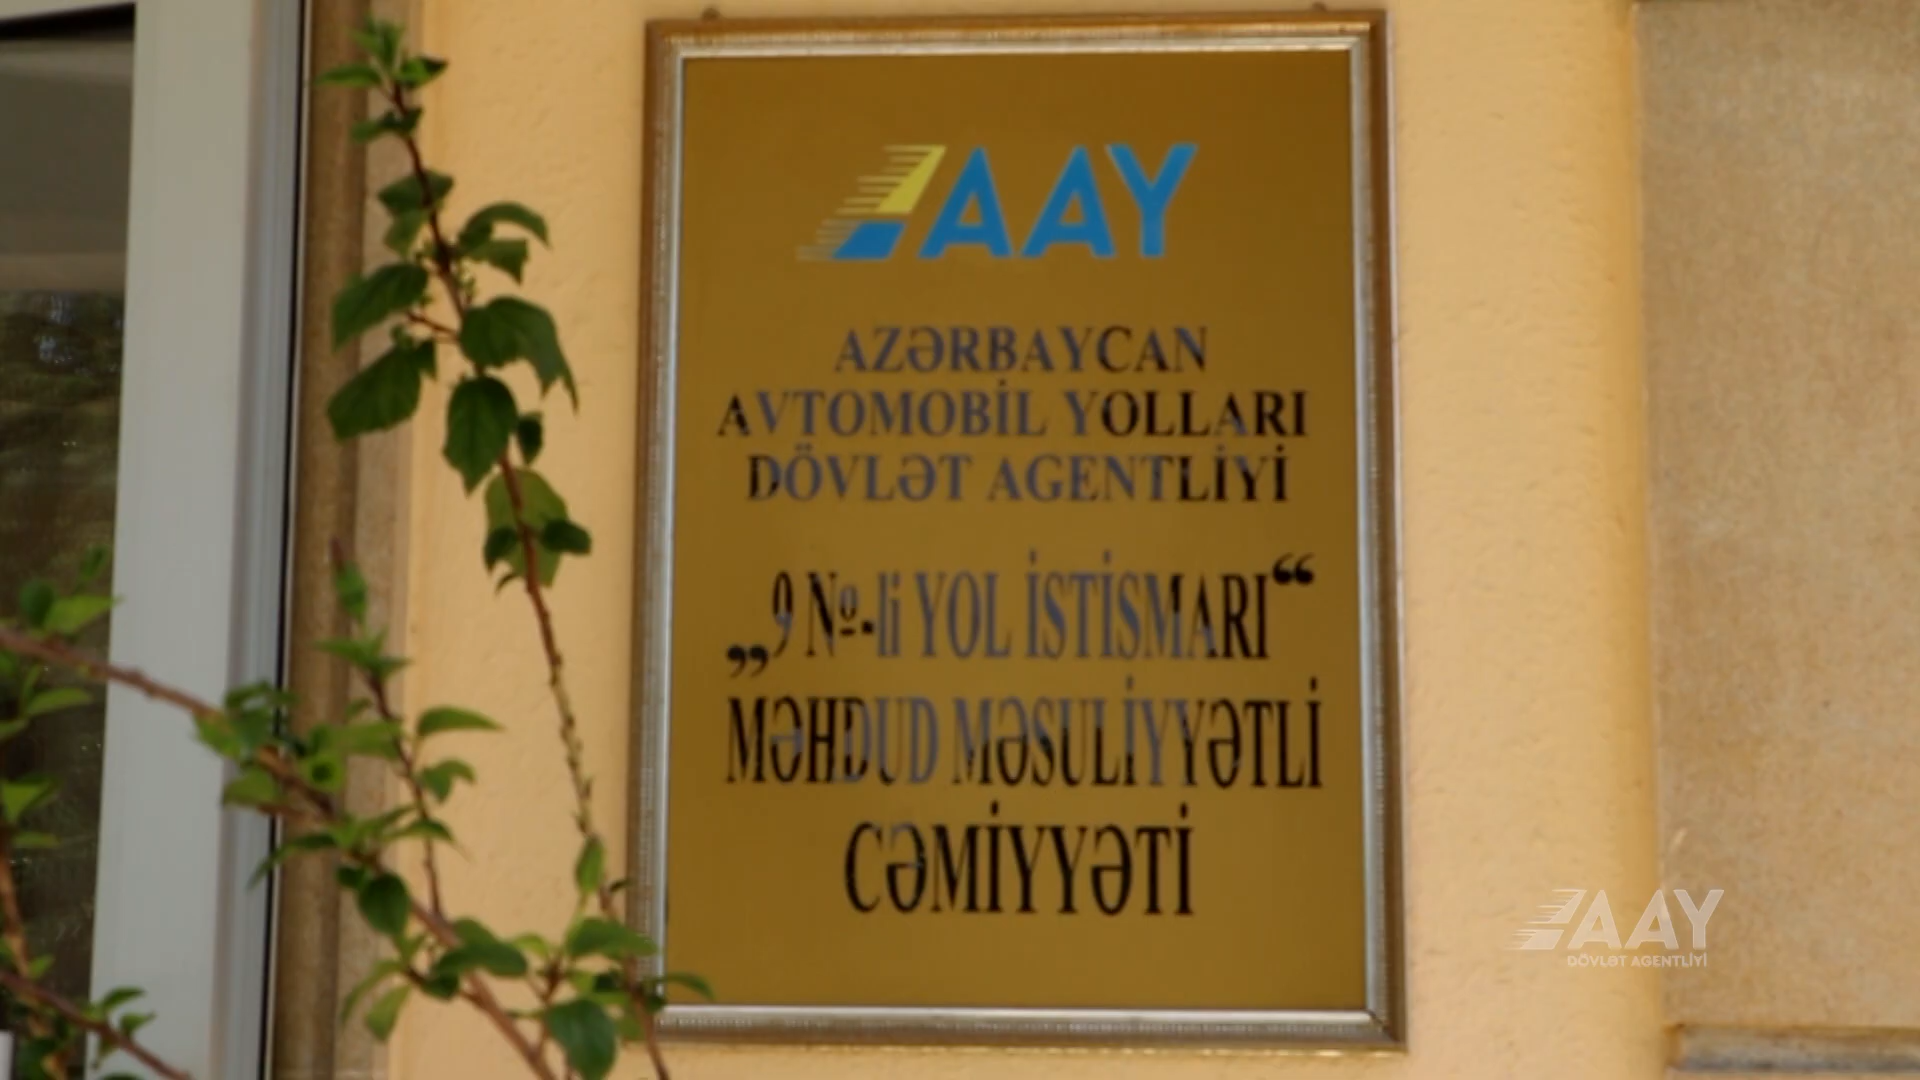 AAY
AZƏRBAYCAN
AVTOMOBİL YOLLARI
DÖVLƏT AGENTLİYİ
„9 №-li YOL İSTİSMARI“
MƏHDUD MƏSULİYYƏTLİ
CƏMİYYƏTİ
AAY
DÖVLƏT AGENTLİYİ